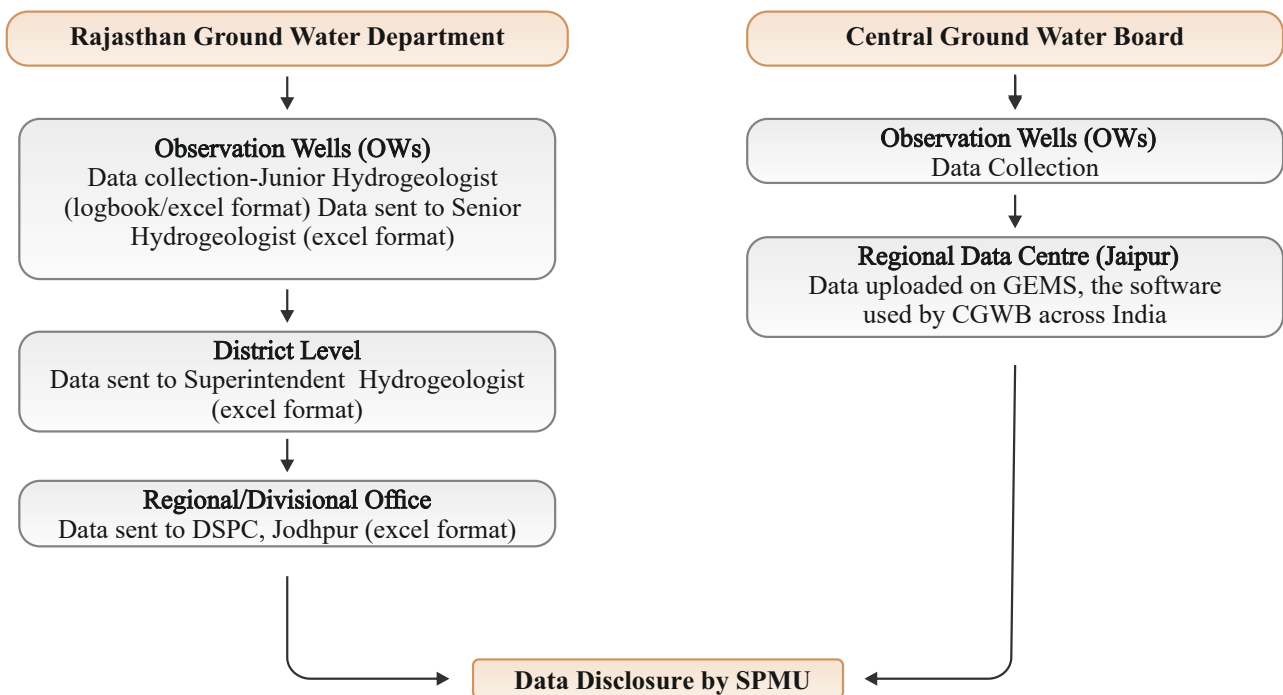 Rajasthan Ground Water Department
Observation Wells (OWs)
Data collection-Junior Hydrogeologist
(logbook/excel format) Data sent to Senior
Hydrogeologist (excel format)
District Level
Data sent to Superintendent Hydrogeologist
(excel format)
Regional/Divisional Office
Data sent to DSPC, Jodhpur (excel format)
Central Ground Water Board
Observation Wells (OWs)
Data Collection
Regional Data Centre (Jaipur)
Data uploaded on GEMS, the software
used by CGWB across India
Data Disclosure by SPMU